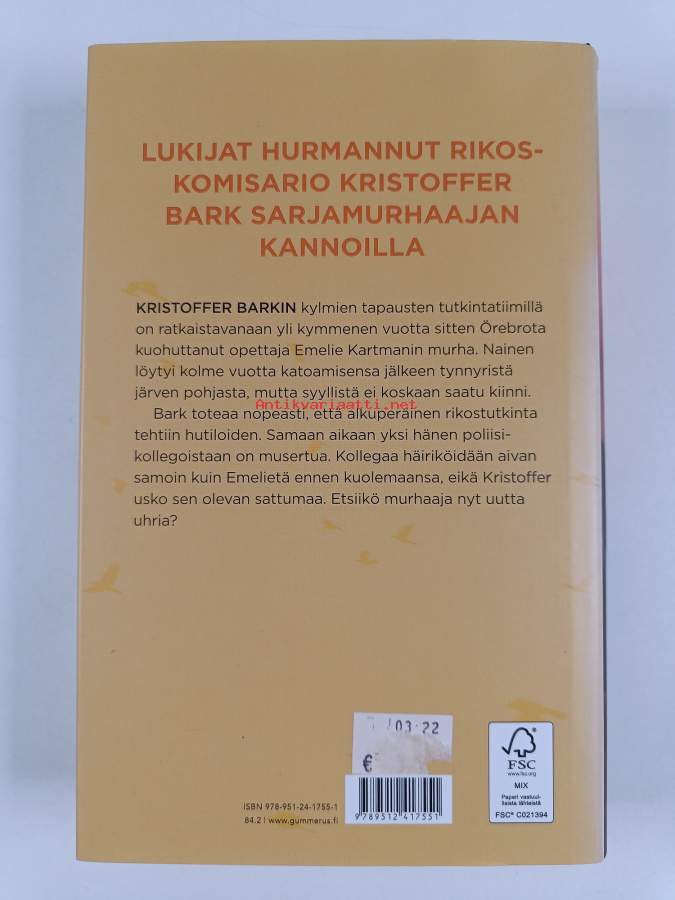 LUKIJAT HURMANNUT RIKOS-
KOMISARIO KRISTOFFER
BARK SARJAMURHAAJAN
KANNOILLA
KRISTOFFER BARKIN kylmien tapausten tutkintatiimillä
on ratkaistavanaan yli kymmenen vuotta sitten Örebrota
kuohuttanut opettaja Emelie Kartmanin murha. Nainen
löytyi kolme vuotta katoamisensa jälkeen tynnyristä
järven pohjasta, mutta syyllistä ei koskaan saatu kiinni.
Antikvariaatti.net
Bark toteaa nopeasti, että alkuperäinen rikostutkinta
tehtiin hutiloiden. Samaan aikaan yksi hänen poliisi-
kollegoistaan on musertua. Kollegaa häiriköidään aivan
samoin kuin Emelietä ennen kuolemaansa, eikä Kristoffer
usko sen olevan sattumaa. Etsiikö murhaaja nyt uutta
uhria?
03.22
€
ISBN 978-951-24-1755-1
84.2 | www.gummerus.fi
9789512417551
FSC
www.fsc.org
MIX
Paperi vastuul-
lisista lähteistä
FSC® C021394